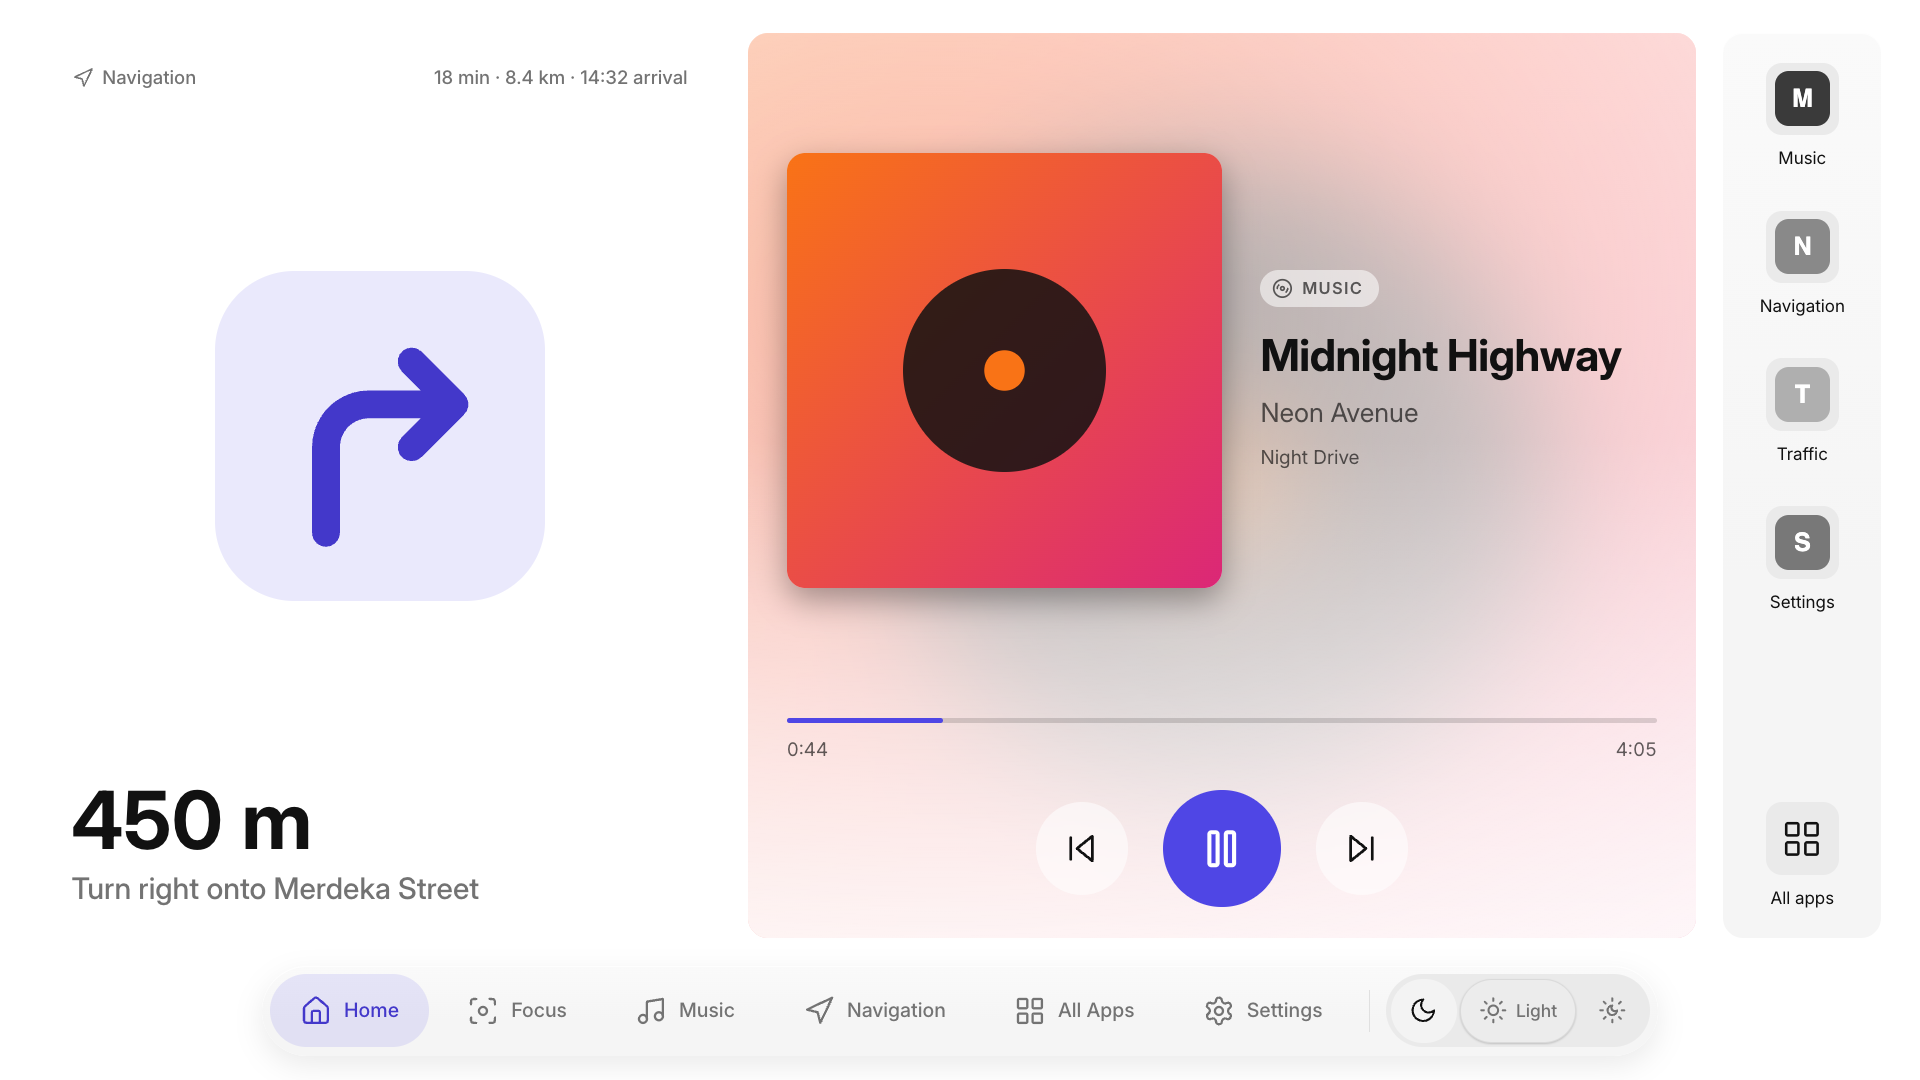 Navigation
18 min · 8.4 km · 14:32 arrival
450 m
Turn right onto Merdeka Street
MUSIC
Midnight Highway
Neon Avenue
Night Drive
0:44
4:05
M
Music
N
Navigation
T
Traffic
S
Settings
All apps
Home
Focus
Music
Navigation
All Apps
Settings
Light